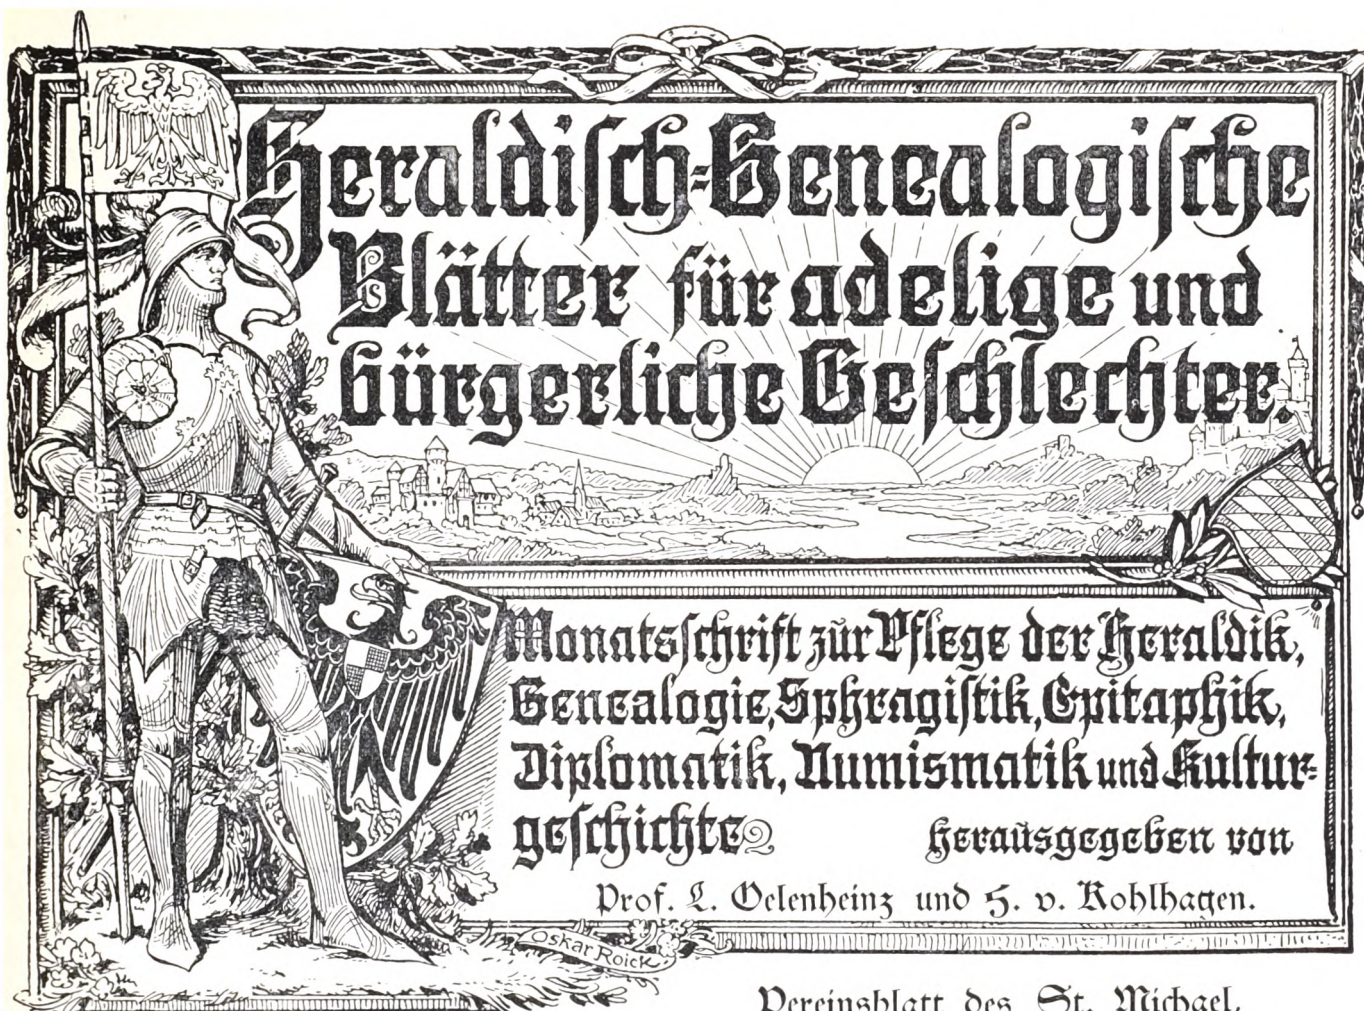 Heraldisch-Genealogische
Blätter für adelige und
bürgerliche Geschlechter.
Monatsschrift zur Pflege der Heraldik,
Genealogie, Sphragistik, Epitaphik,
Diplomatik, Numismatik und Kultur-
geschichte
Herausgegeben von
Prof. L. Oelenheinz und H. v. Kohlhagen.
Oskar Roick
Vereinsblatt des St. Michael.